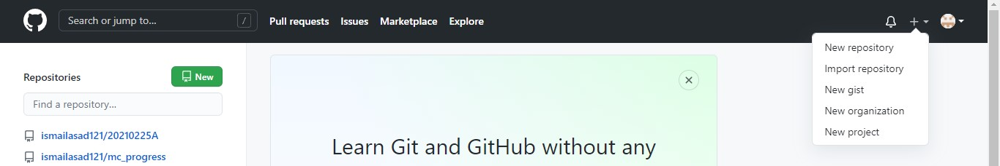 Search or jump to... /
Pull requests
Issues
Marketplace
Explore
New repository
Import repository
New gist
New organization
New project
Repositories
New
Find a repository...
ismailasad121/20210225A
ismailasad121/mc_progress
Learn Git and GitHub without any